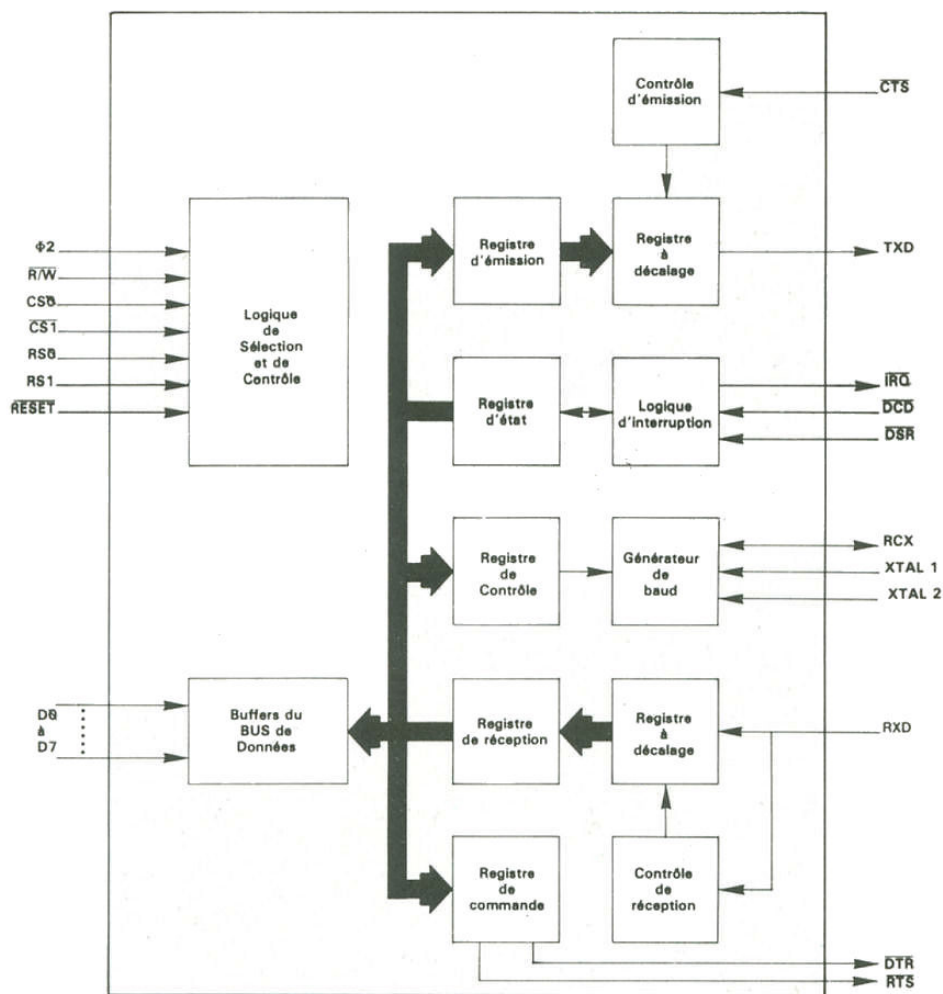 Contrôle
d'émission
CTS
Φ2
R/W
CS0
CS1
RS0
RS1
RESET
Logique
de
Sélection
et de
Contrôle
Registre
d'émission
Registre
à
décalage
TXD
Registre
d'état
Logique
d'interruption
IRQ
DCD
DSR
Registre
de
Contrôle
Générateur
de
baud
RCX
XTAL 1
XTAL 2
D0
à
D7
Buffers du
BUS de
Données
Registre
de réception
Registre
à
décalage
RXD
Registre
de
commande
Contrôle
de
réception
DTR
RTS